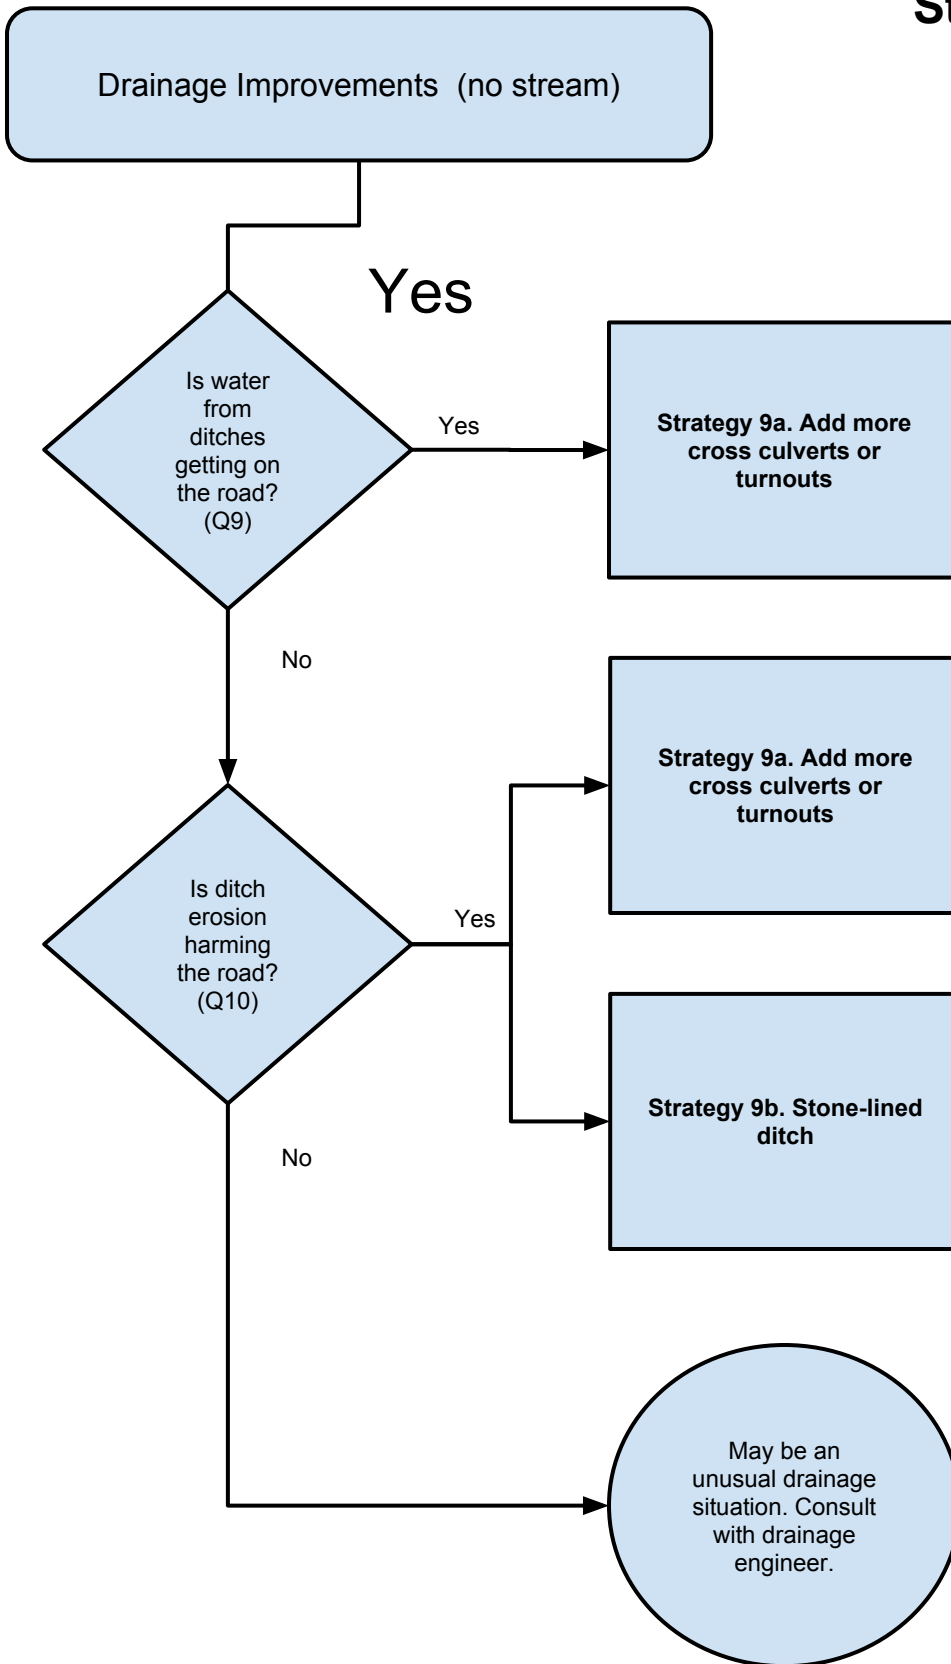 St
Drainage Improvements (no stream)
Yes
Is water
from
ditches
getting on
the road?
(Q9)
Yes
Strategy 9a. Add more
cross culverts or
turnouts
No
Strategy 9a. Add more
cross culverts or
turnouts
Is ditch
erosion
harming
the road?
(Q10)
Yes
Strategy 9b. Stone-lined
ditch
No
May be an
unusual drainage
situation. Consult
with drainage
engineer.